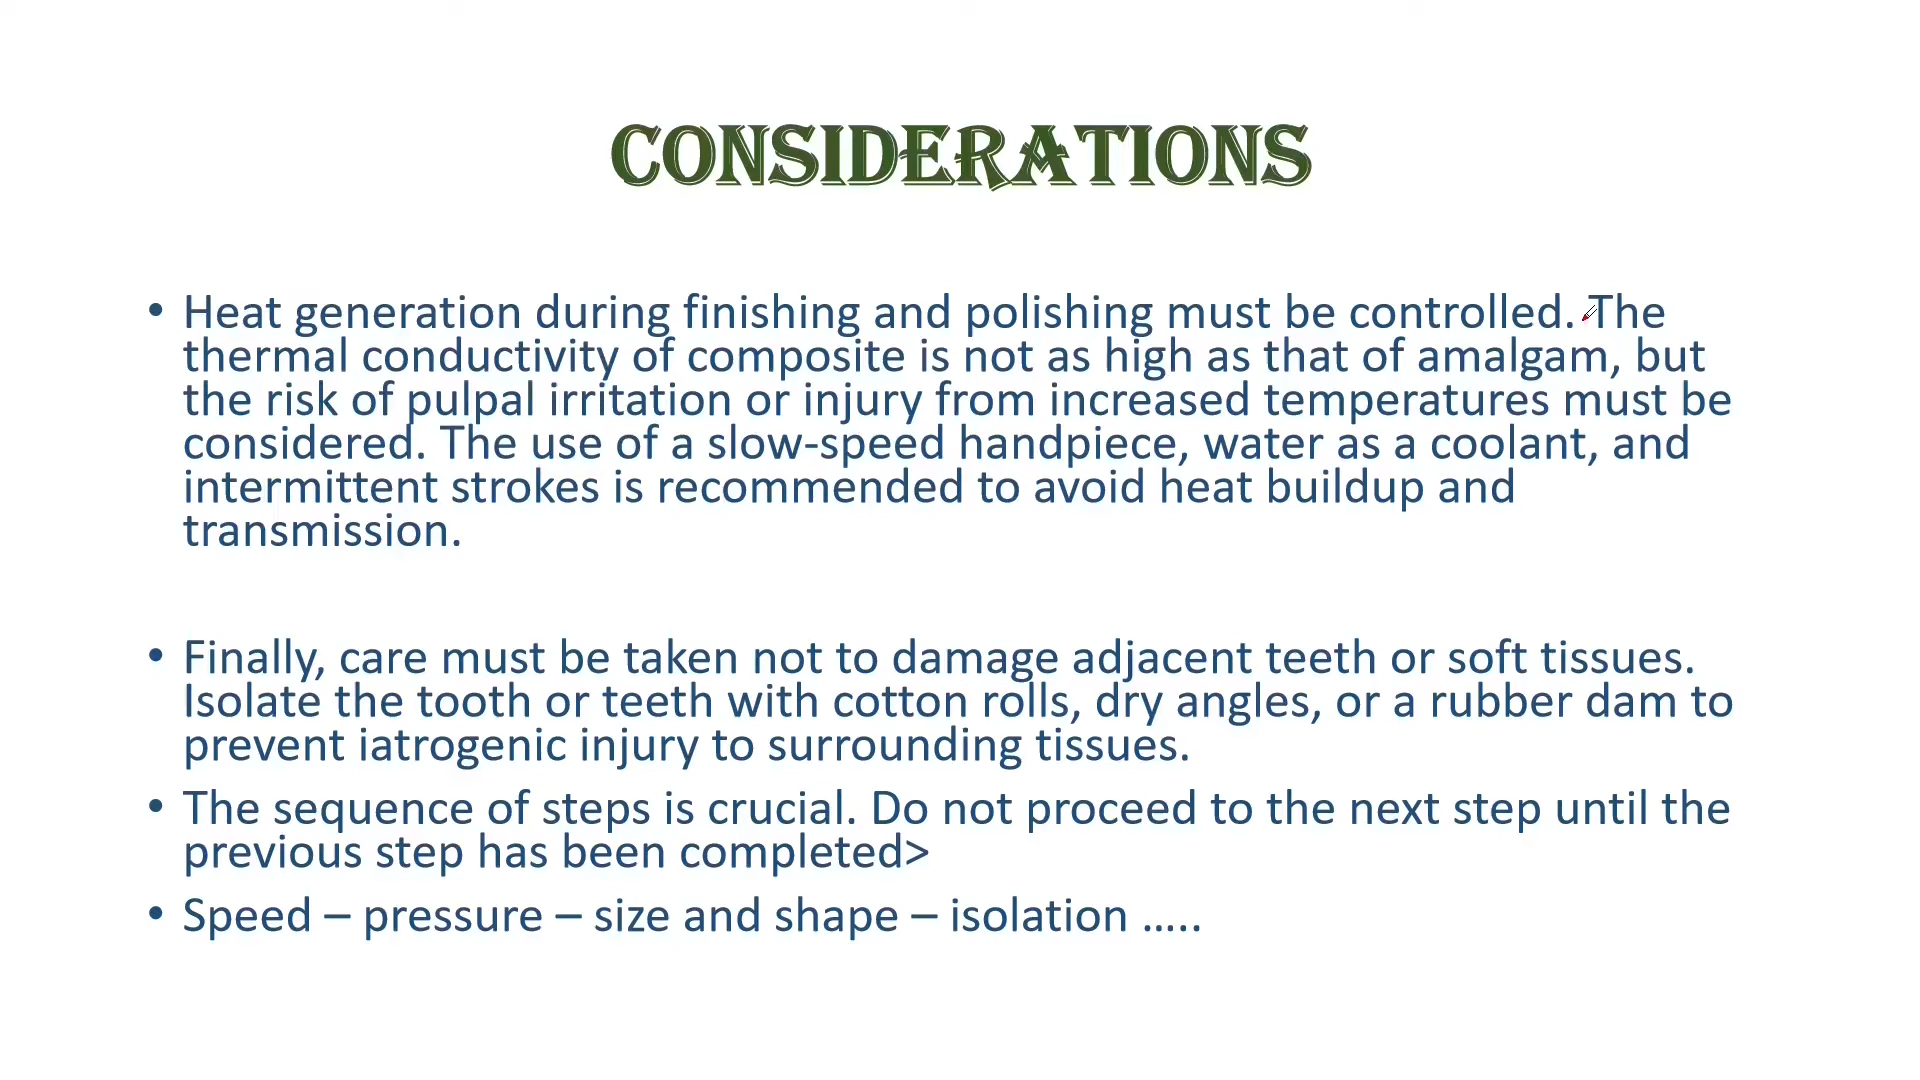 CONSIDERATIONS
• Heat generation during finishing and polishing must be controlled. The
thermal conductivity of composite is not as high as that of amalgam, but
the risk of pulpal irritation or injury from increased temperatures must be
considered. The use of a slow-speed handpiece, water as a coolant, and
intermittent strokes is recommended to avoid heat buildup and
transmission.
• Finally, care must be taken not to damage adjacent teeth or soft tissues.
Isolate the tooth or teeth with cotton rolls, dry angles, or a rubber dam to
prevent iatrogenic injury to surrounding tissues.
• The sequence of steps is crucial. Do not proceed to the next step until the
previous step has been completed>
• Speed – pressure – size and shape – isolation …..